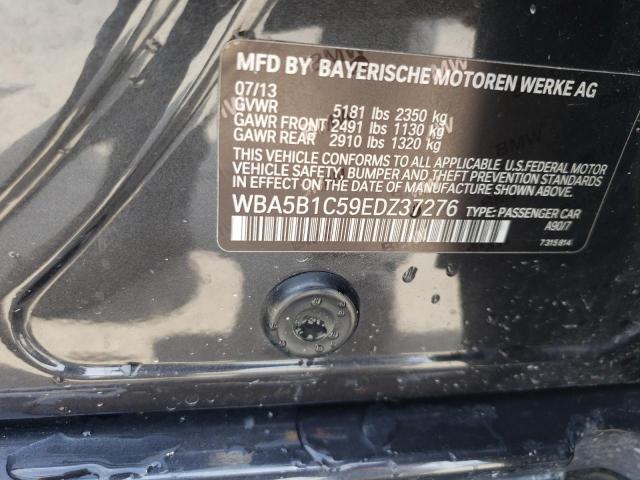 MFD BY BAYERISCHE MOTOREN WERKE AG
07/13
GVWR 5181 lbs 2350 kg
GAWR FRONT 2491 lbs 1130 kg
GAWR REAR 2910 lbs 1320 kg
THIS VEHICLE CONFORMS TO ALL APPLICABLE U.S.FEDERAL MOTOR
VEHICLE SAFETY, BUMPER AND THEFT PREVENTION STANDARDS
IN EFFECT ON THE DATE OF MANUFACTURE SHOWN ABOVE.
WBA5B1C59EDZ37276 TYPE: PASSENGER CAR
A90/7
7315814